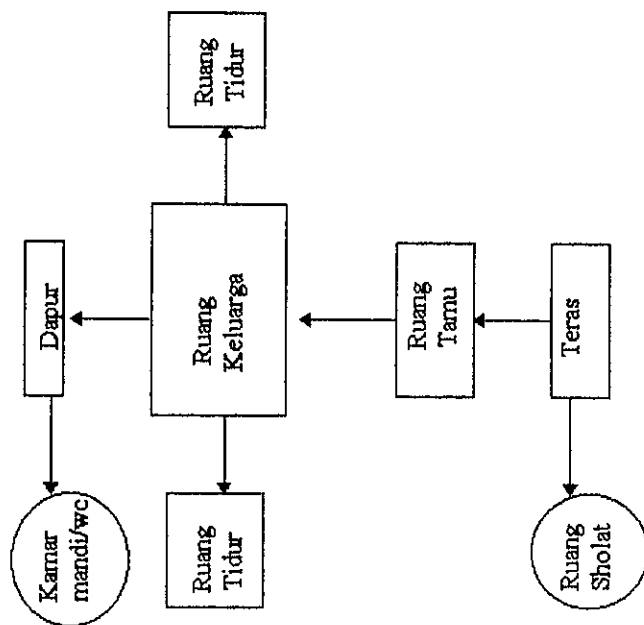 Kamar
mandi/wc
Dapur
Ruang
Tidur
Ruang
Keluarga
Ruang
Tidur
Ruang
Tamu
Ruang
Sholat
Teras